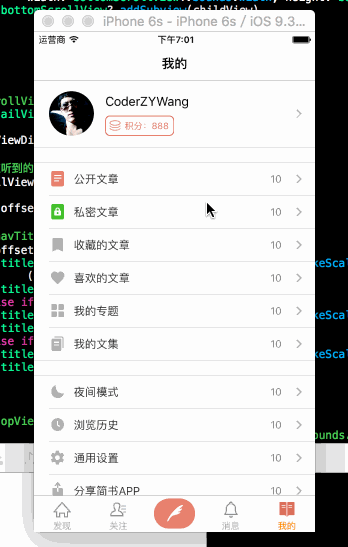 bottomScrollView?.addSubview(childView)
iPhone 6s - iPhone 6s / iOS 9.3...
运营商 下午7:01
我的
CoderZYWang
积分：888
公开文章 10
私密文章 10
收藏的文章 10
喜欢的文章 10
我的专题 10
我的文集 10
夜间模式 10
浏览历史 10
通用设置 10
分享简书APP 10
发现 关注 消息 我的